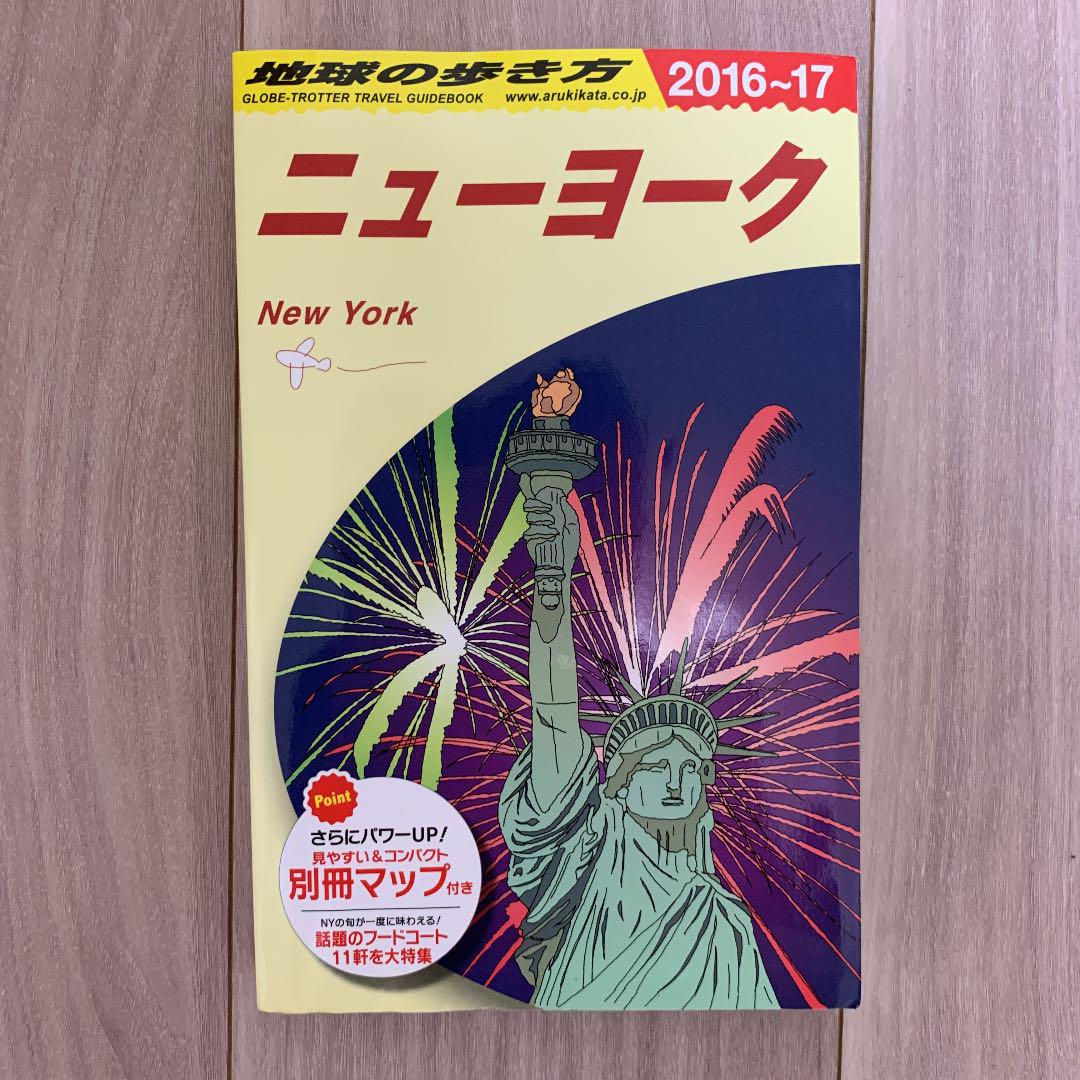 地球の歩き方
2016~17
GLOBE-TROTTER TRAVEL GUIDEBOOK www.arukikata.co.jp
ニューヨーク
New York
Point
さらにパワーUP!
見やすい&コンパクト
別冊マップ付き
NYの旬が一度に味わえる!
話題のフードコート
11軒を大特集